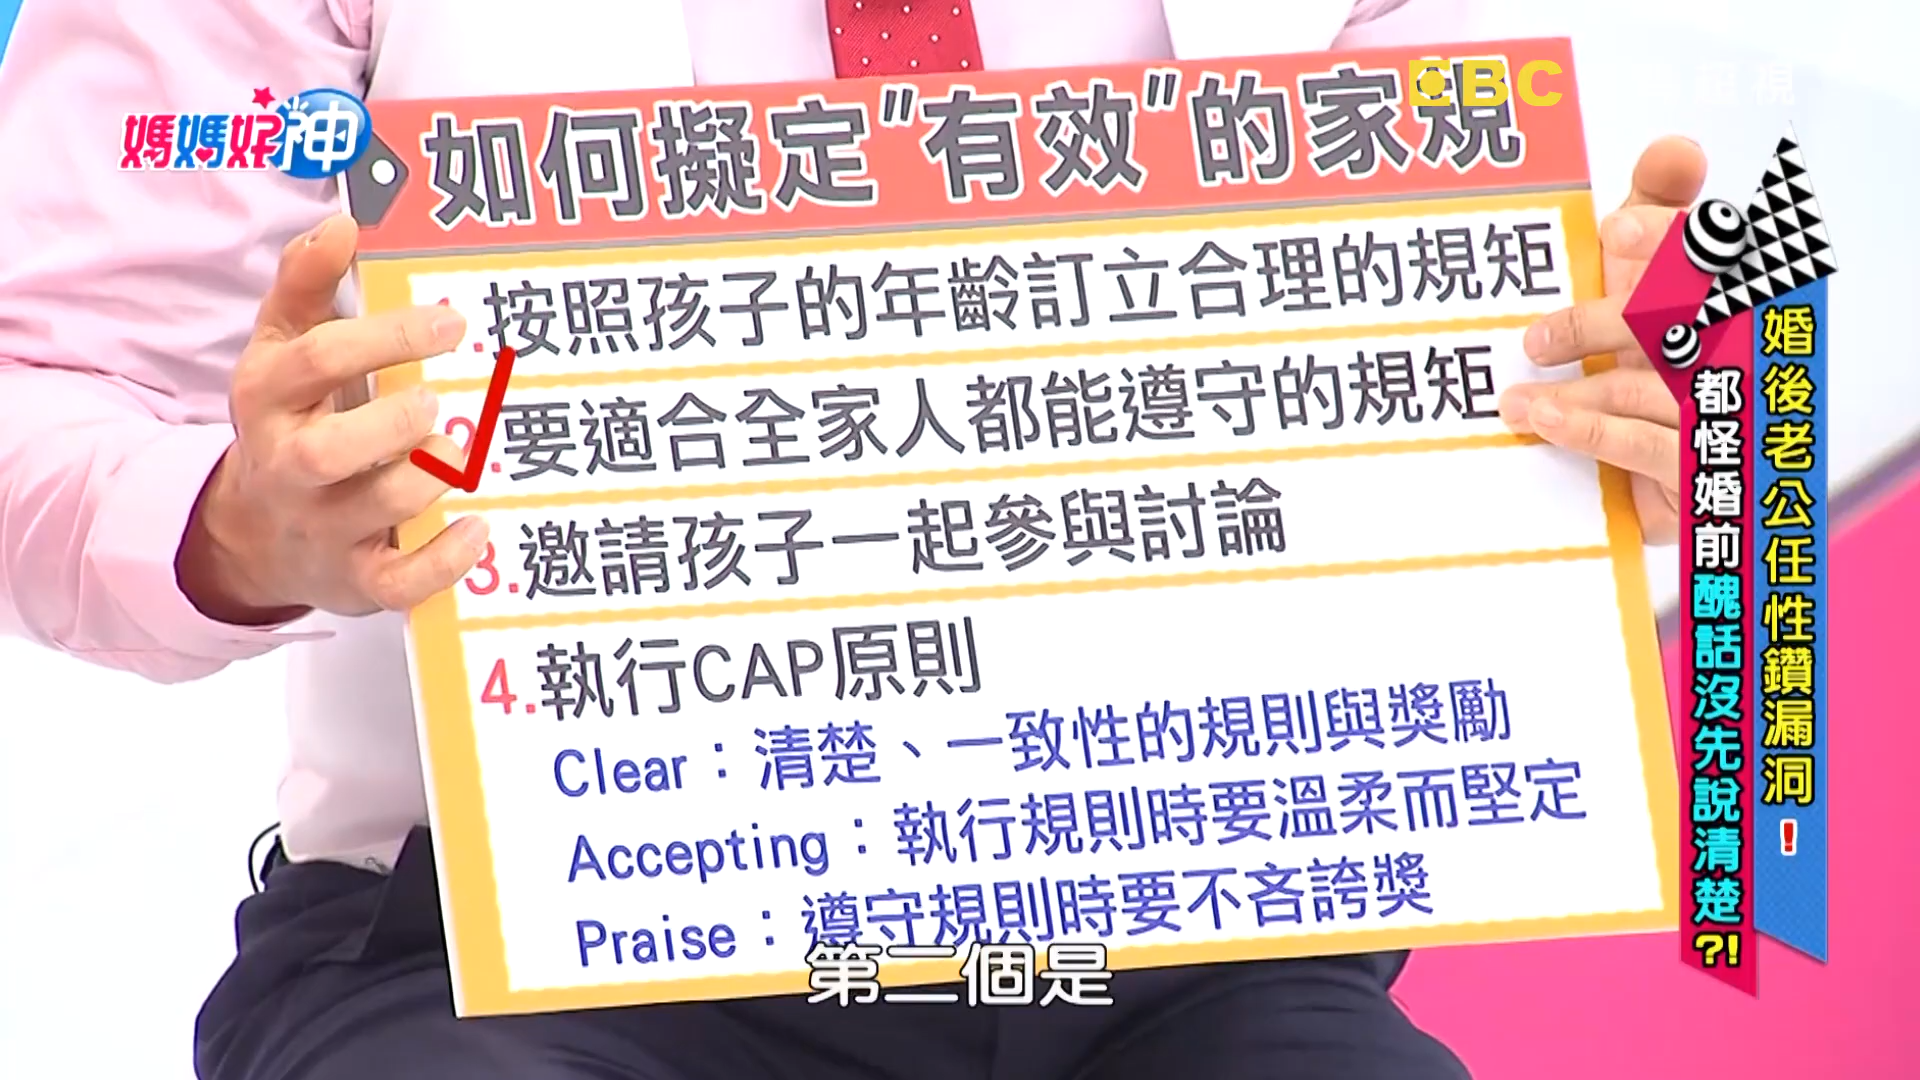 媽媽好神
EBC
超視
如何擬定"有效"的家規
1.按照孩子的年齡訂立合理的規矩
2.要適合全家人都能遵守的規矩
3.邀請孩子一起參與討論
4.執行CAP原則
Clear：清楚、一致性的規則與獎勵
Accepting：執行規則時要溫柔而堅定
Praise：遵守規則時要不吝誇獎
第二個是
婚後老公任性鑽漏洞！
都怪婚前醜話沒先說清楚?!